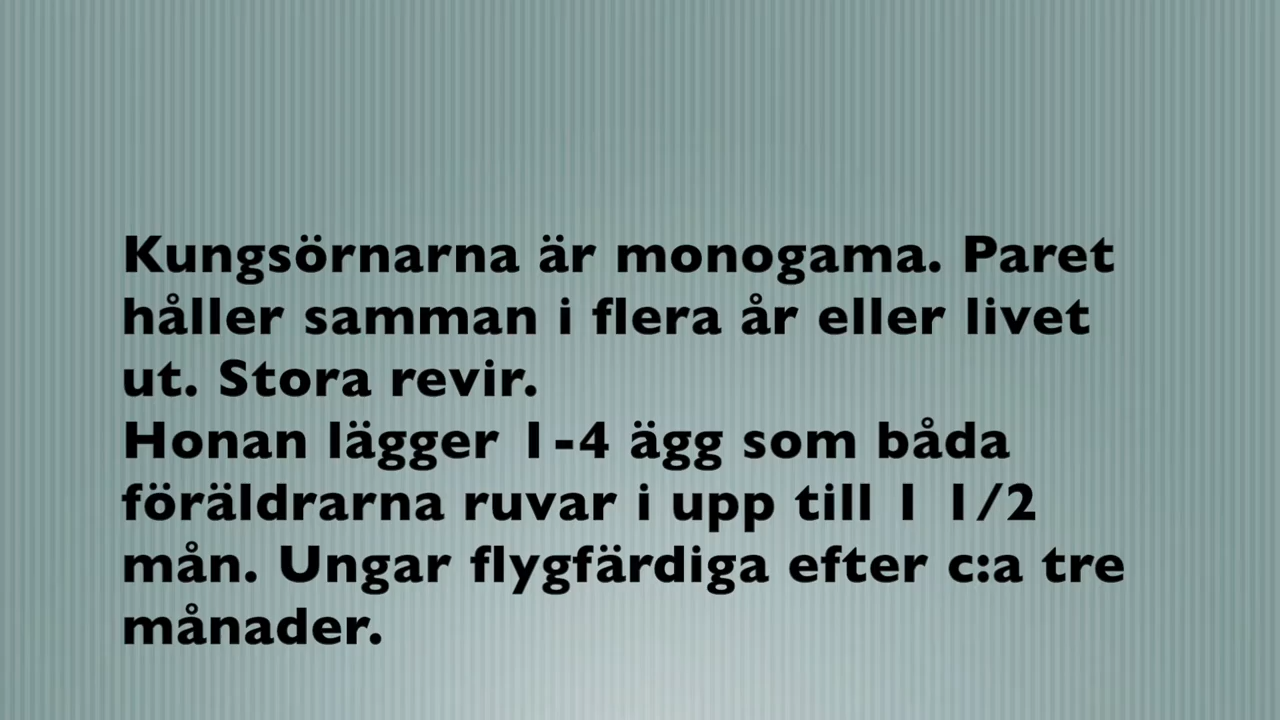 Kungsörnarna är monogama. Paret
håller samman i flera år eller livet
ut. Stora revir.
Honan lägger 1-4 ägg som båda
föräldrarna ruvar i upp till 1 1/2
mån. Ungar flygfärdiga efter c:a tre
månader.